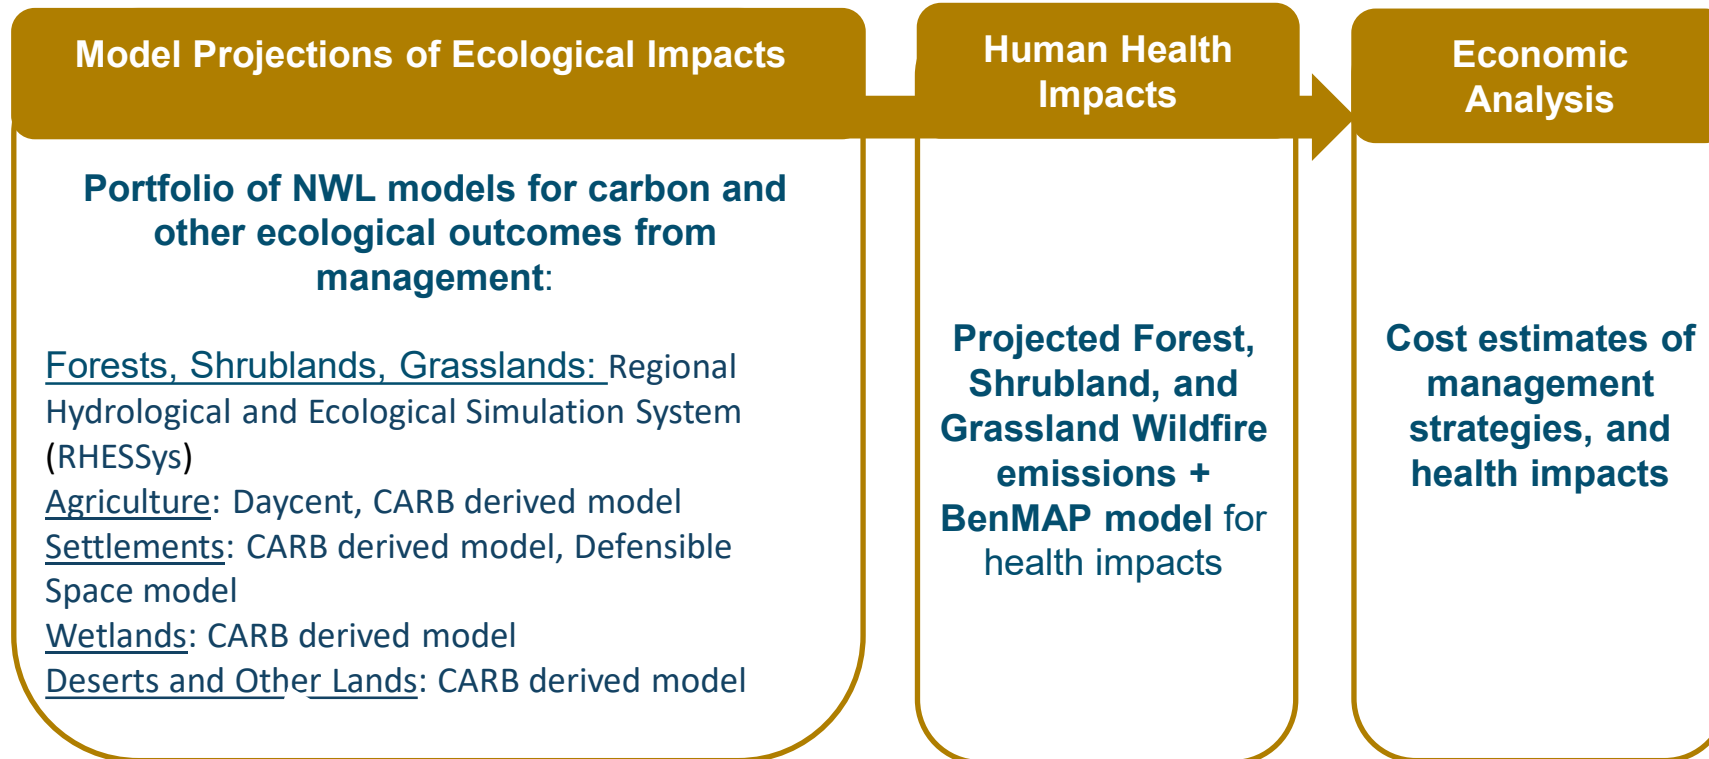 Model Projections of Ecological Impacts
Portfolio of NWL models for carbon and
other ecological outcomes from
management:
Forests, Shrublands, Grasslands: Regional
Hydrological and Ecological Simulation System
(RHESSys)
Agriculture: Daycent, CARB derived model
Settlements: CARB derived model, Defensible
Space model
Wetlands: CARB derived model
Deserts and Other Lands: CARB derived model
Human Health
Impacts
Projected Forest,
Shrubland, and
Grassland Wildfire
emissions +
BenMAP model for
health impacts
Economic
Analysis
Cost estimates of
management
strategies, and
health impacts